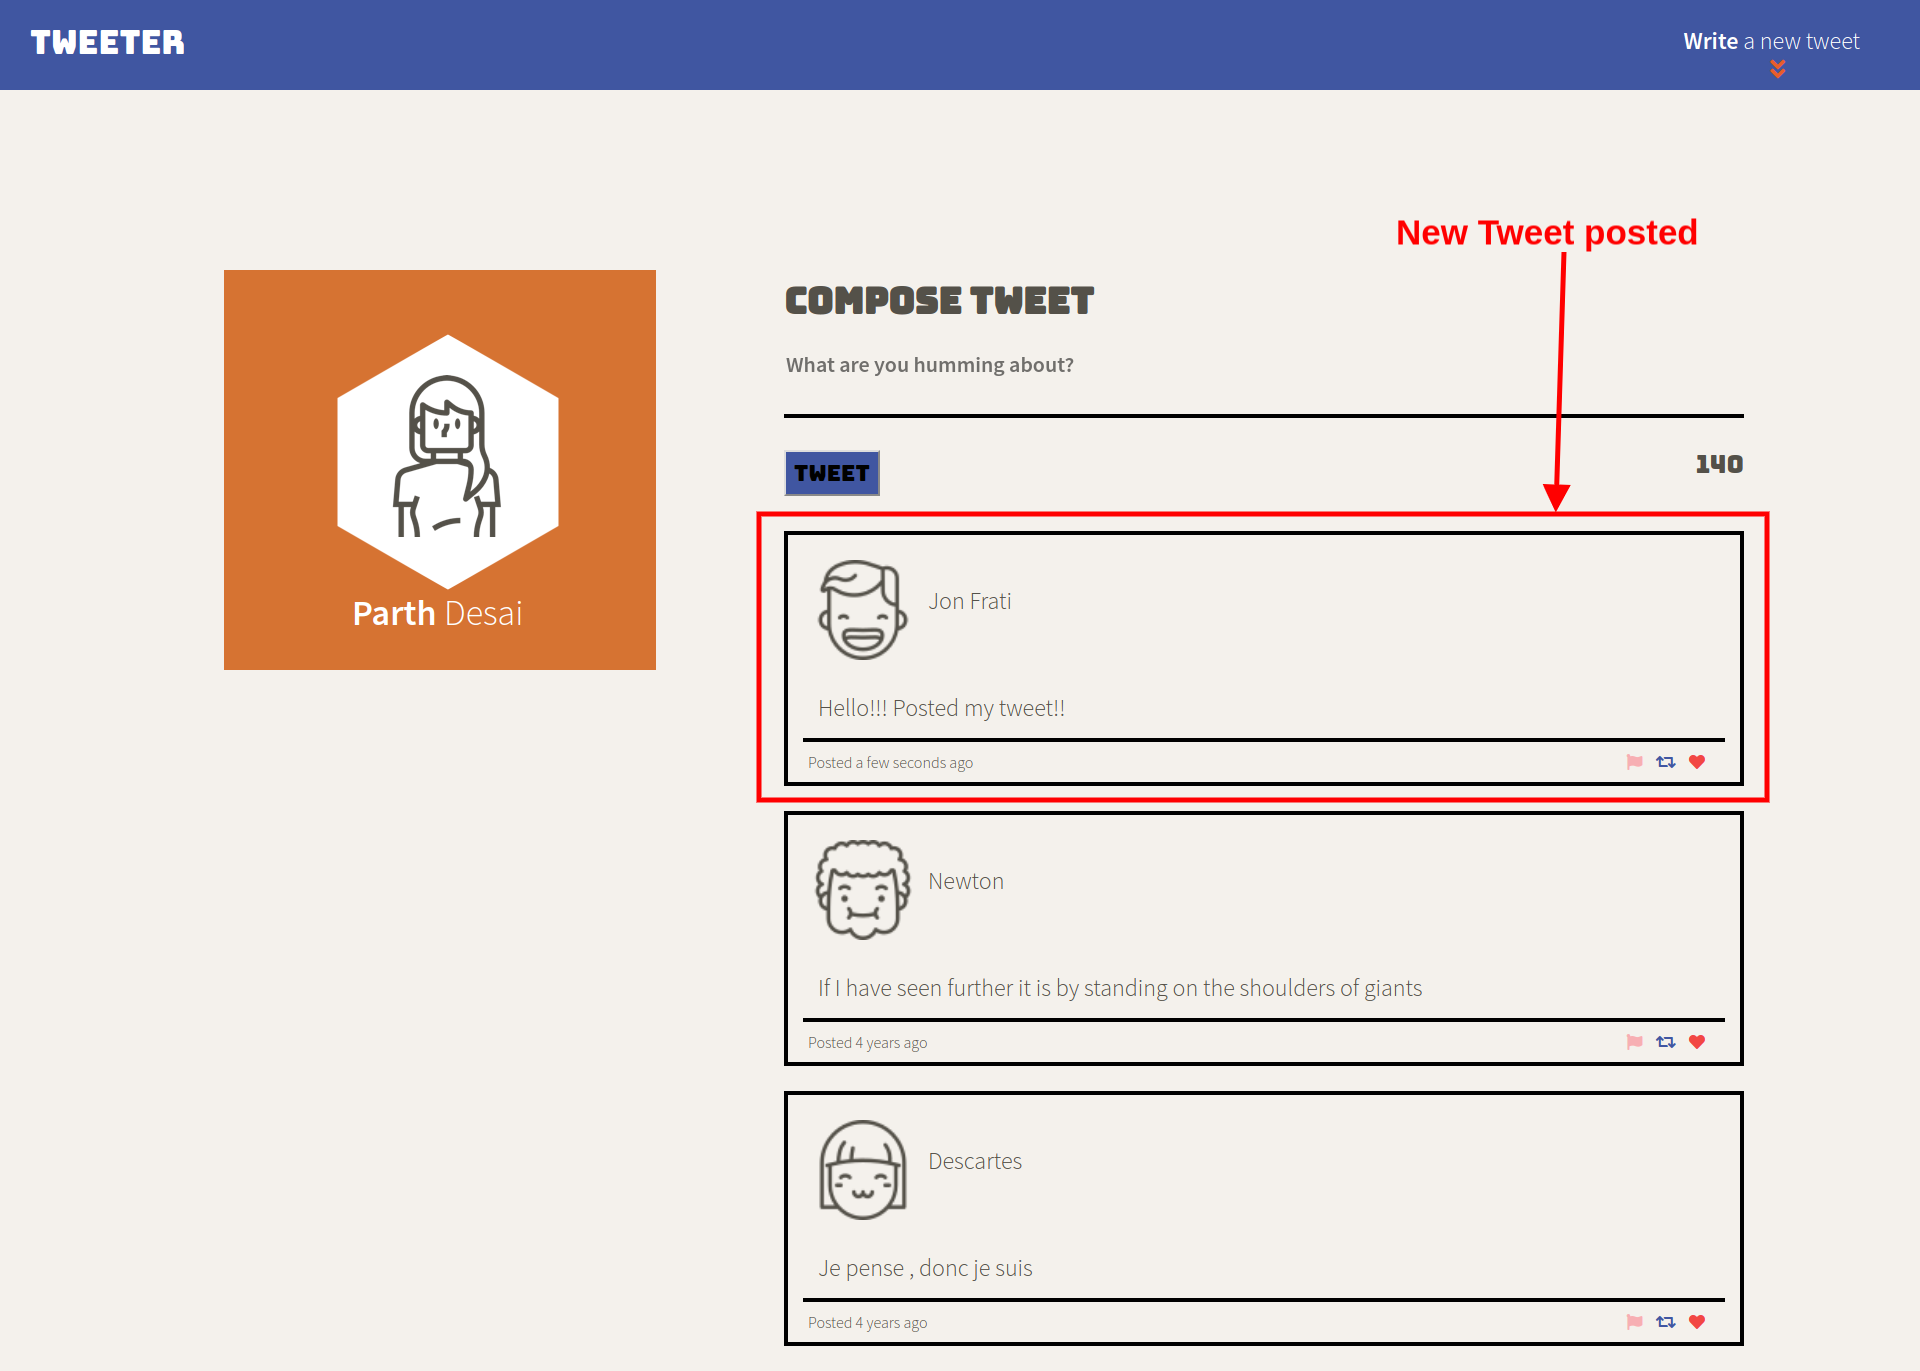 TWEETER
Write a new tweet
New Tweet posted
COMPOSE TWEET
What are you humming about?
TWEET
140
Parth Desai
Jon Frati
Hello!!! Posted my tweet!!
Posted a few seconds ago
Newton
If I have seen further it is by standing on the shoulders of giants
Posted 4 years ago
Descartes
Je pense , donc je suis
Posted 4 years ago